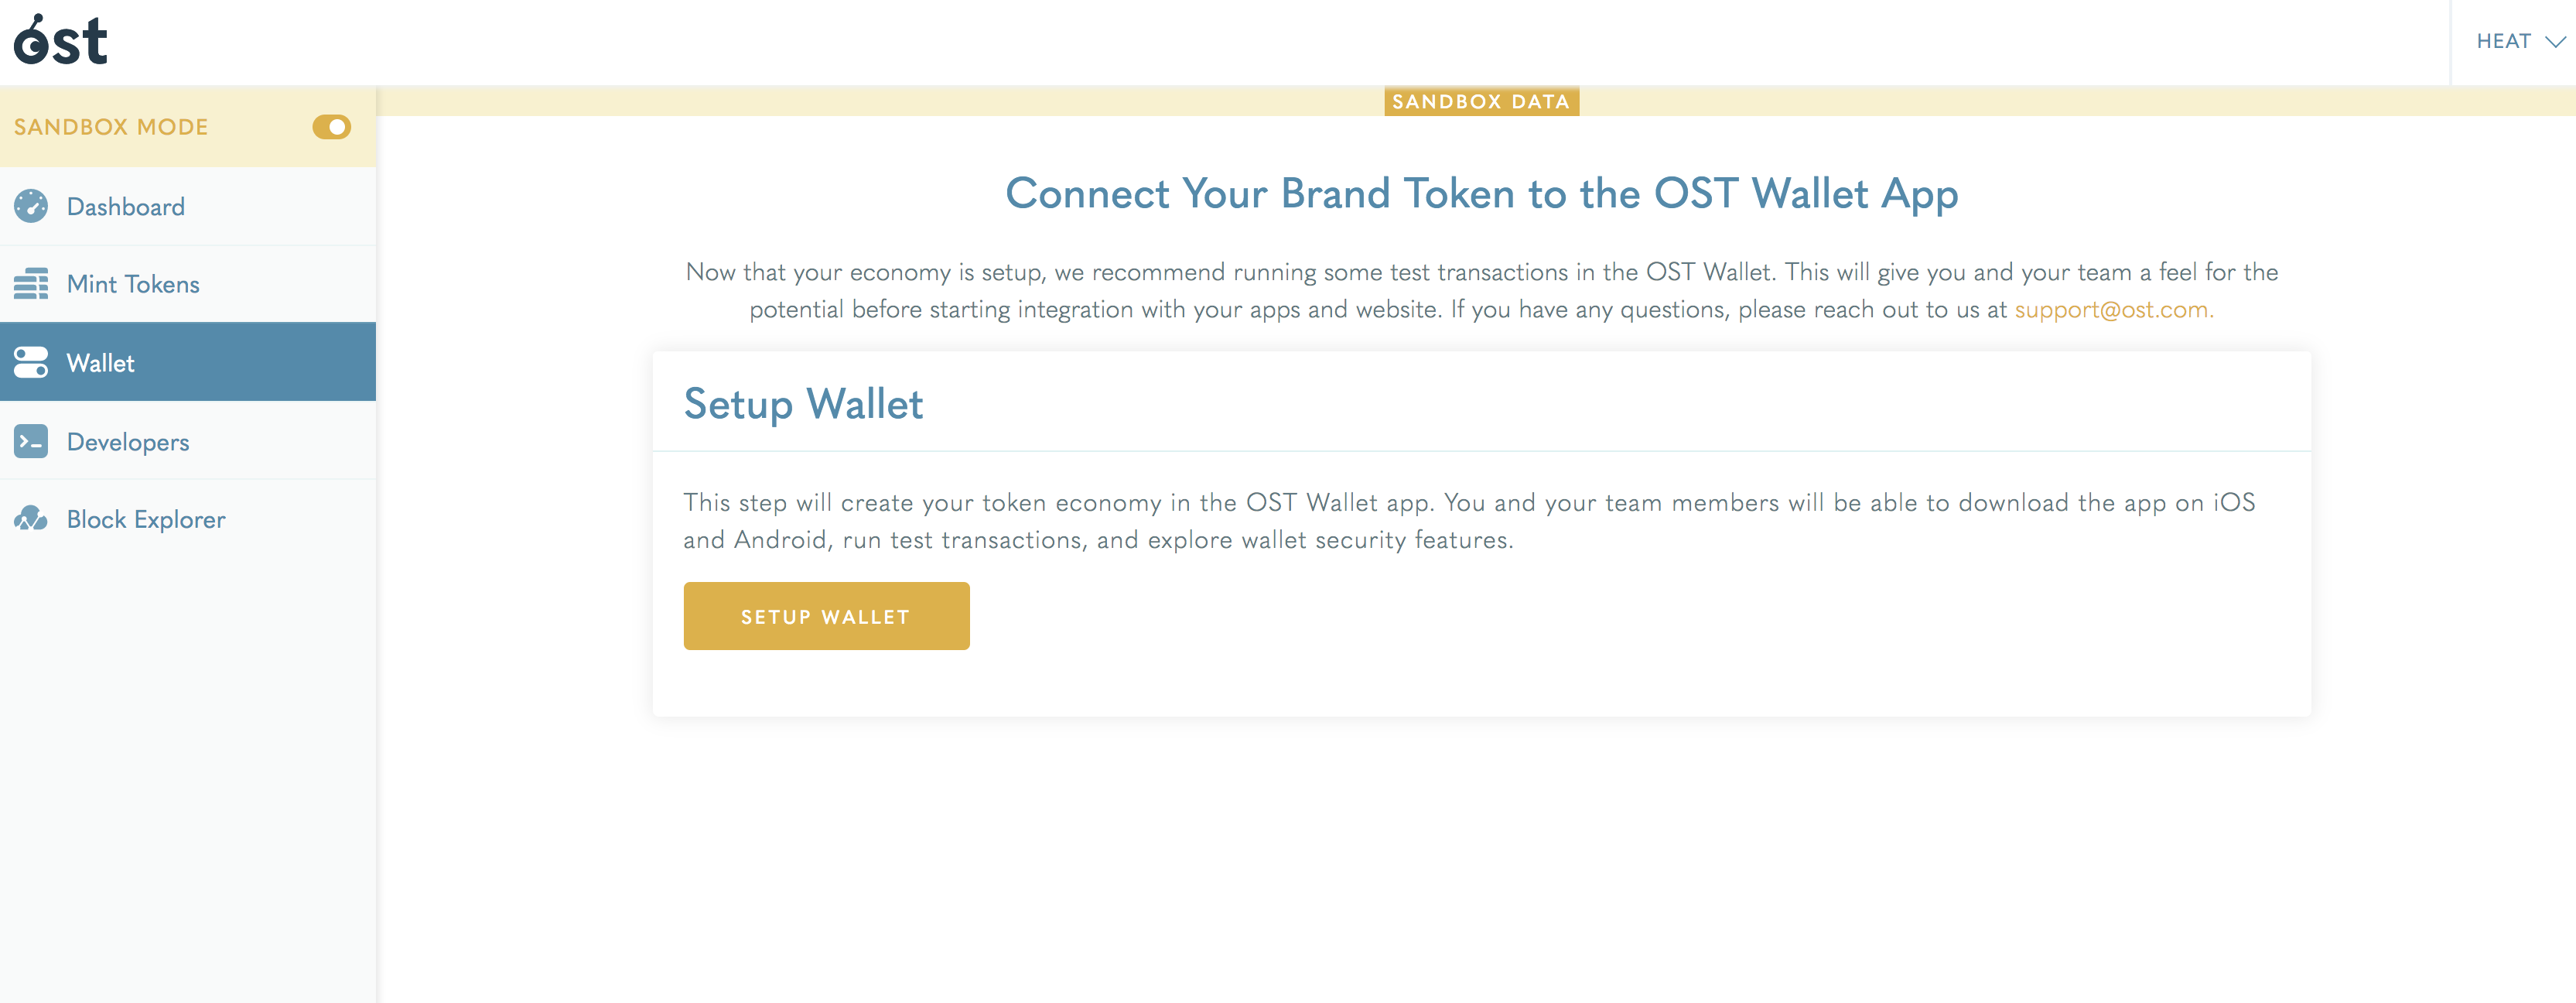 ost
HEAT
SANDBOX MODE
SANDBOX DATA
Dashboard
Mint Tokens
Wallet
Developers
Block Explorer
Connect Your Brand Token to the OST Wallet App
Now that your economy is setup, we recommend running some test transactions in the OST Wallet. This will give you and your team a feel for the
potential before starting integration with your apps and website. If you have any questions, please reach out to us at support@ost.com.
Setup Wallet
This step will create your token economy in the OST Wallet app. You and your team members will be able to download the app on iOS
and Android, run test transactions, and explore wallet security features.
SETUP WALLET